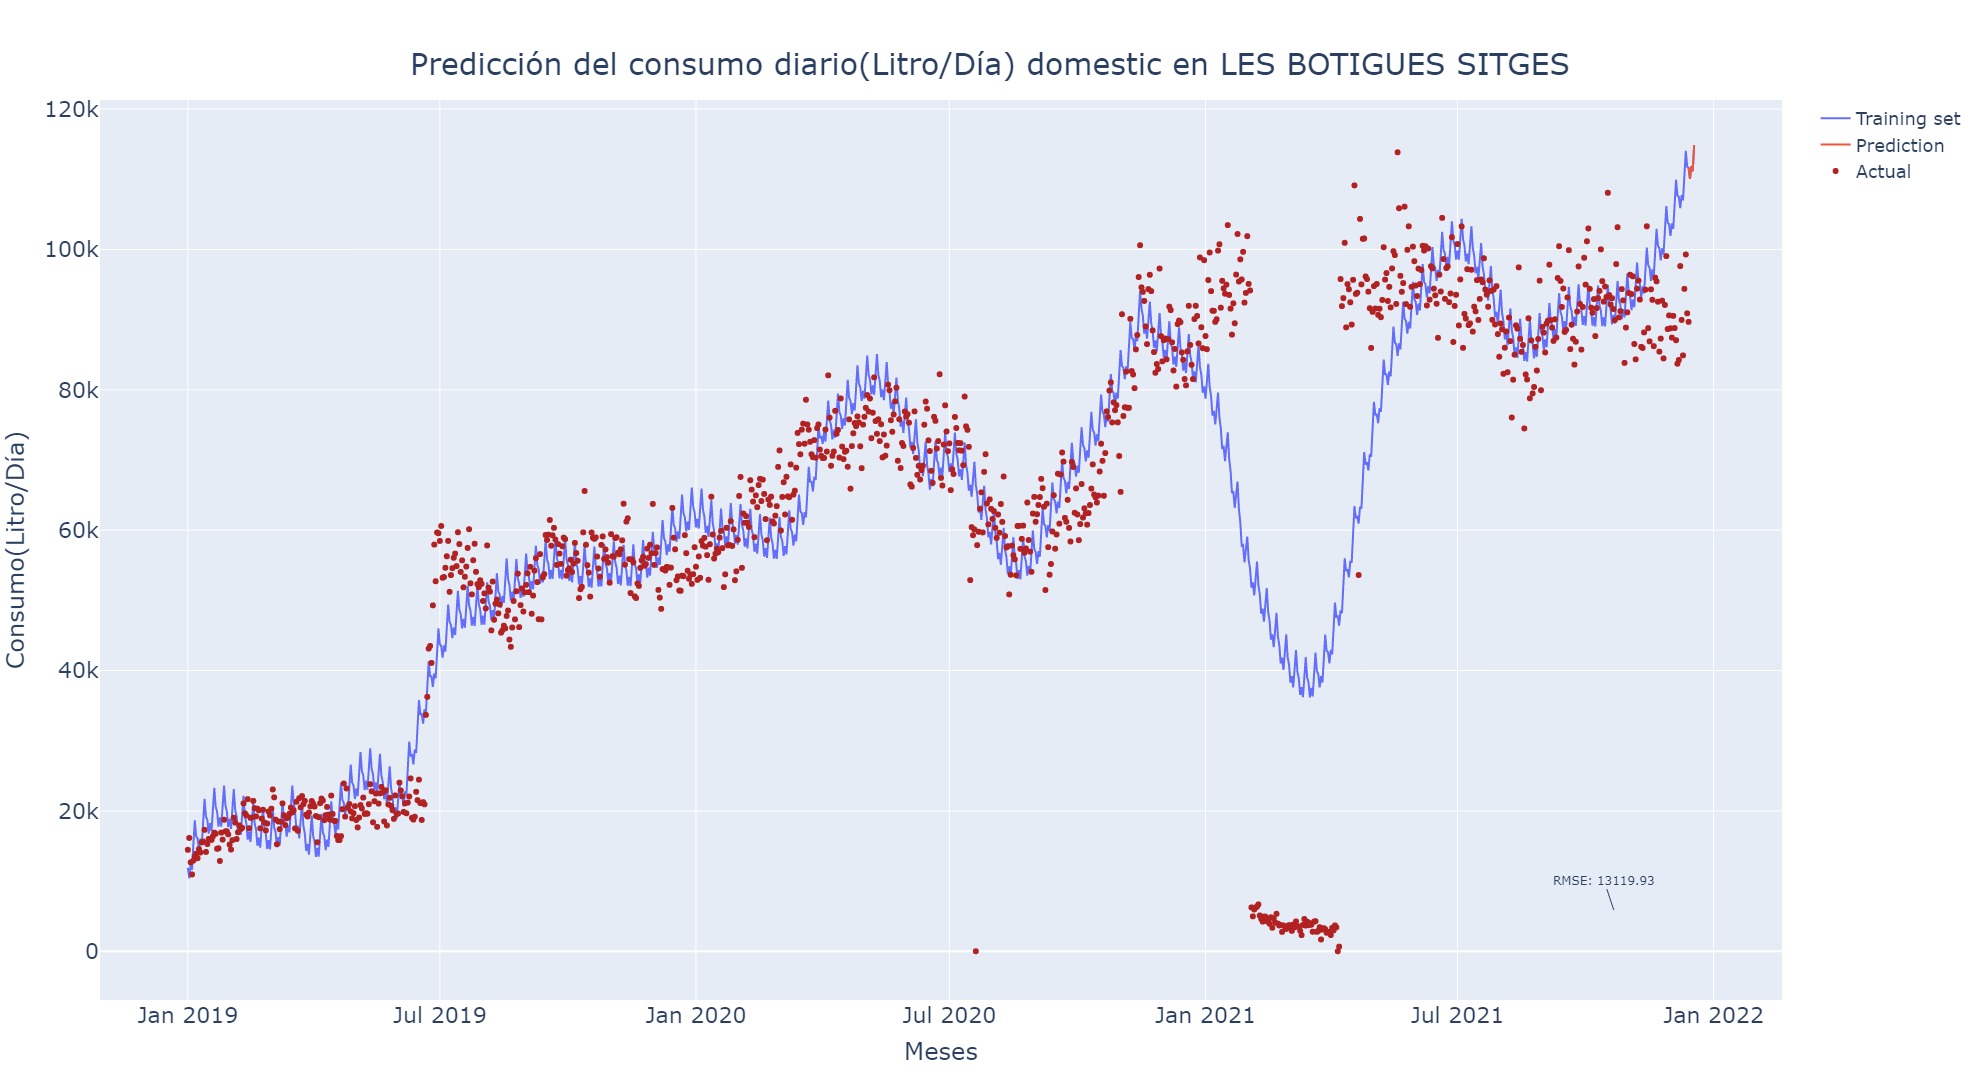 Predicción del consumo diario(Litro/Día) domestic en LES BOTIGUES SITGES
Training set
Prediction
Actual
Consumo(Litro/Día)
120k
100k
80k
60k
40k
20k
0
RMSE: 13119.93
Jan 2019
Jul 2019
Jan 2020
Jul 2020
Jan 2021
Jul 2021
Jan 2022
Meses